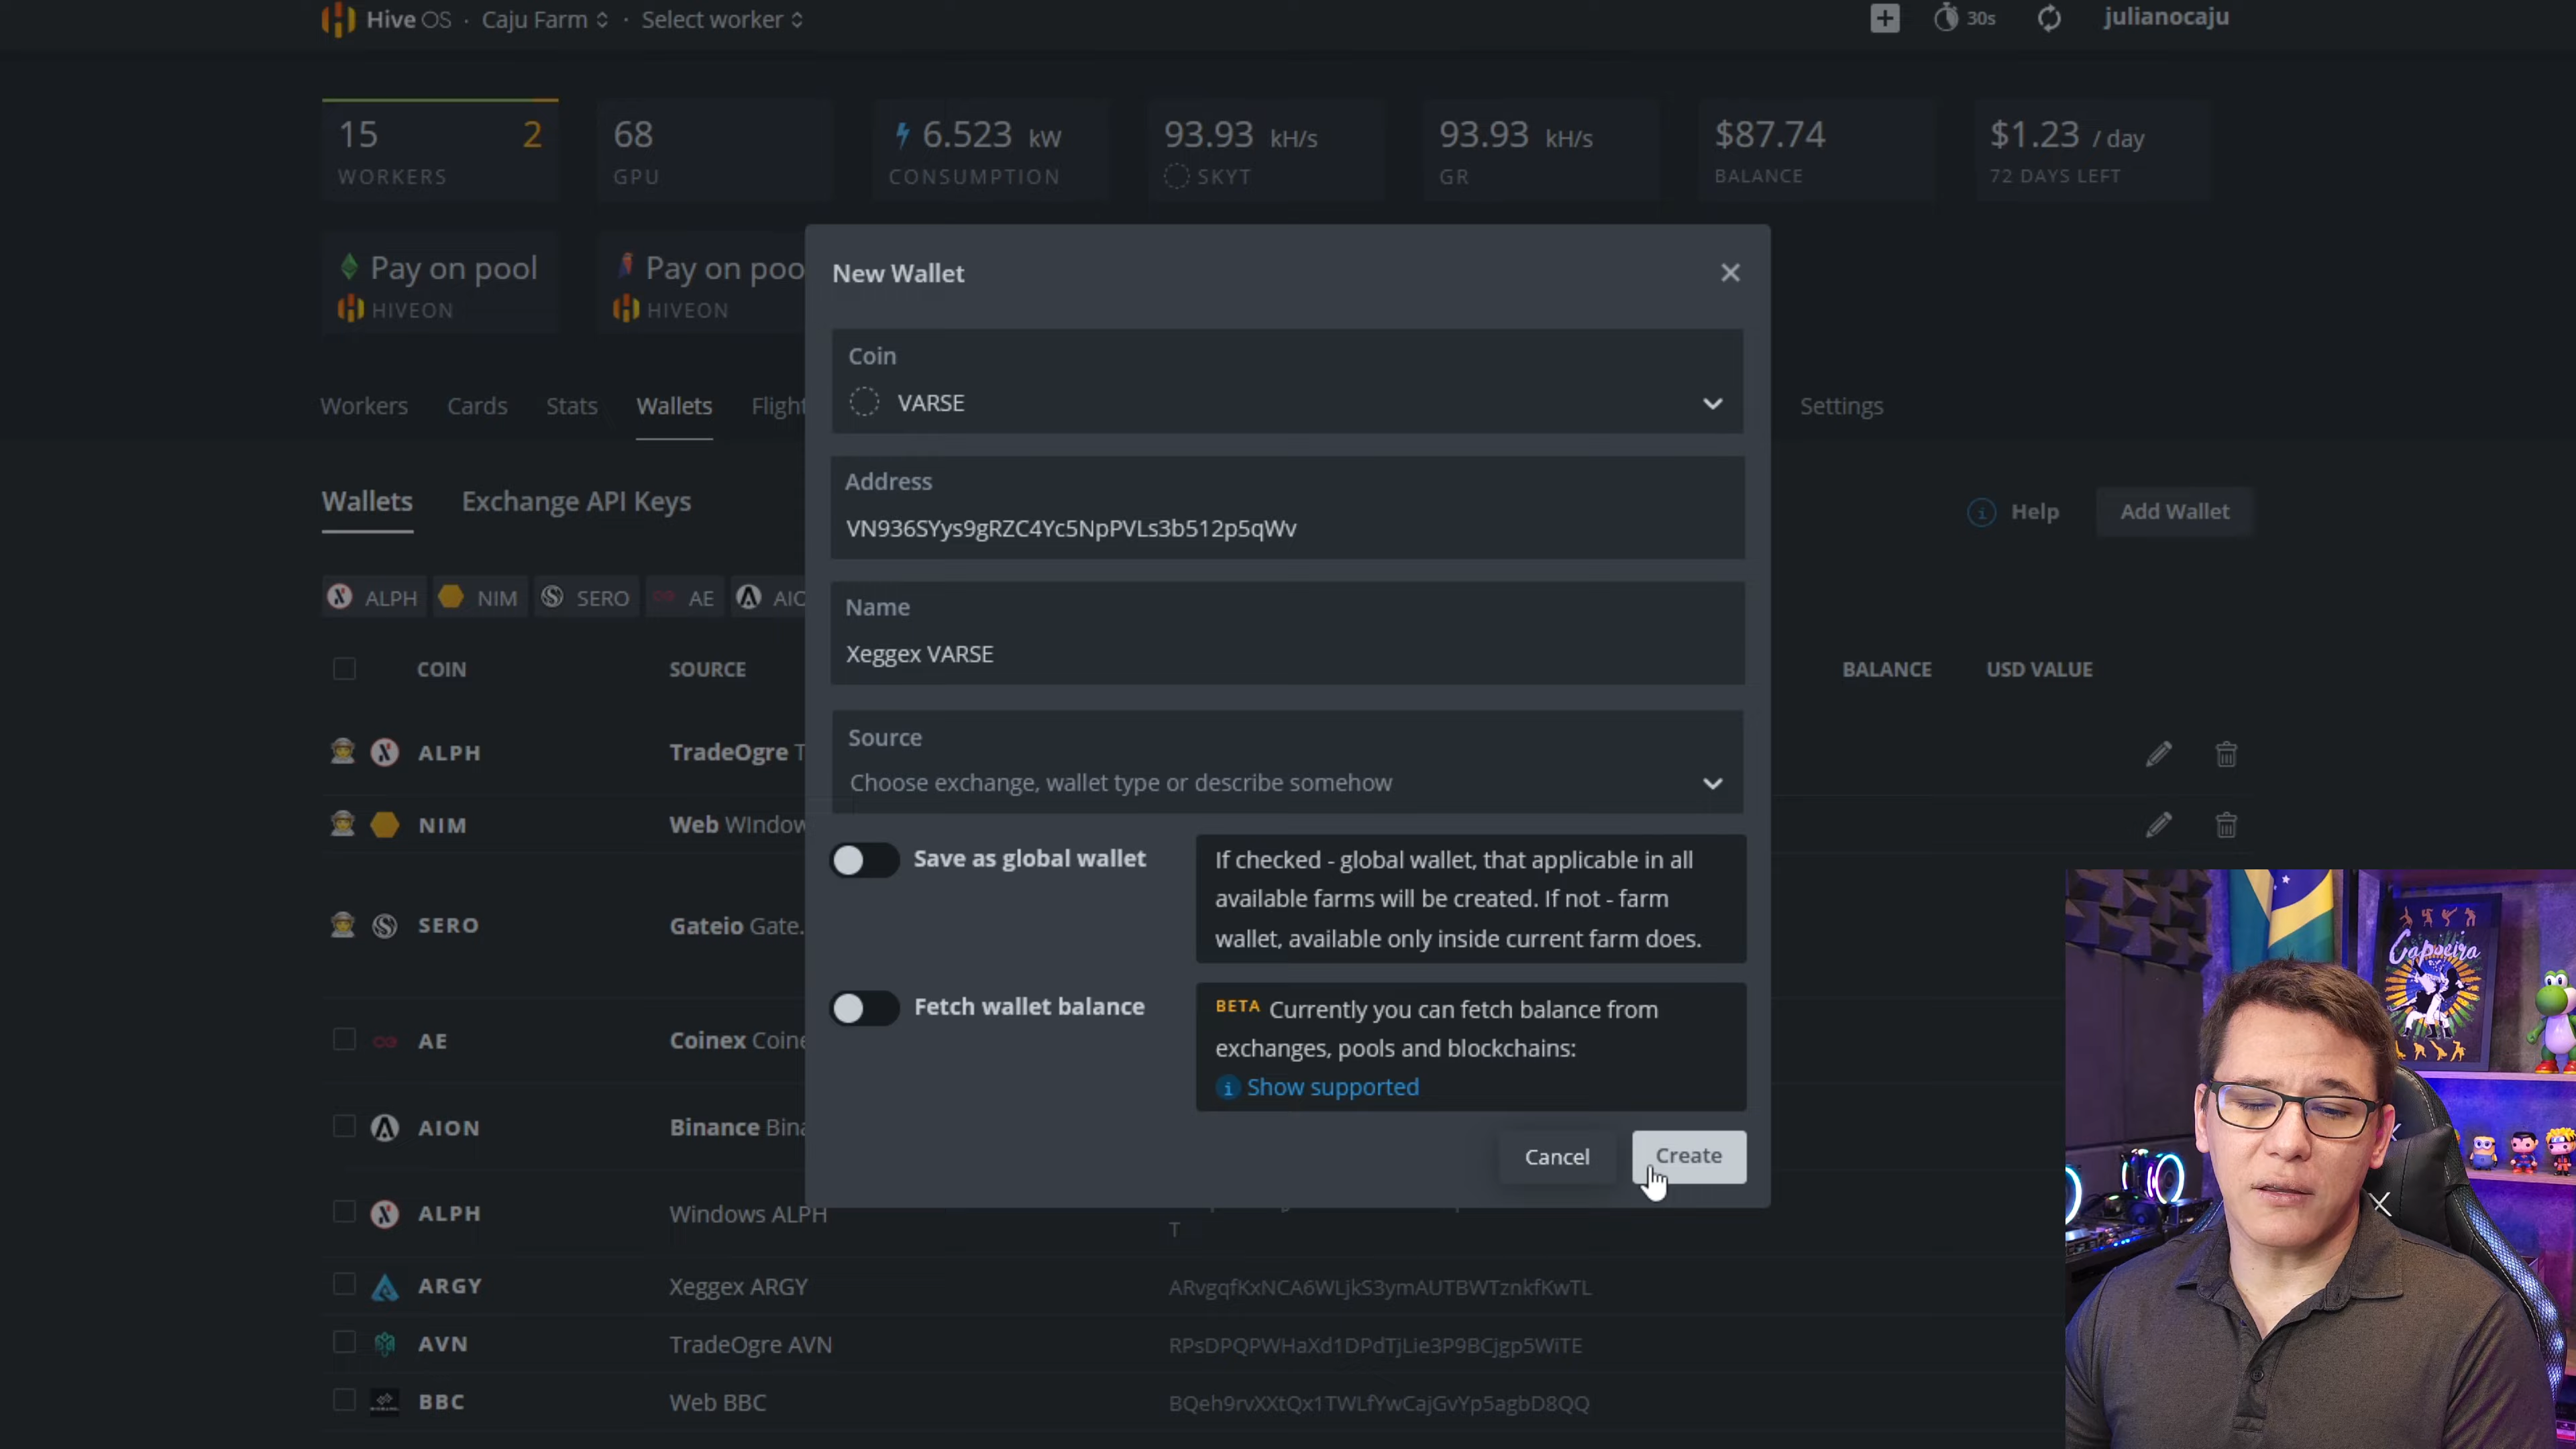 Hive OS · Caju Farm · Select worker
30s
julianocaju
15 2
WORKERS
68
GPU
6.523 kW
CONSUMPTION
93.93 kH/s
SKYT
93.93 kH/s
GR
$87.74
BALANCE
$1.23 / day
72 DAYS LEFT
Pay on pool
HIVEON
Pay on poo
HIVEON
Workers
Cards
Stats
Wallets
Flight
Settings
Wallets
Exchange API Keys
Help
Add Wallet
ALPH
NIM
SERO
AE
AIO
COIN
SOURCE
BALANCE
USD VALUE
ALPH
TradeOgre T
NIM
Web WIndow
SERO
Gateio Gate.
AE
Coinex Coine
AION
Binance Bina
ALPH
Windows ALPH
T
ARGY
Xeggex ARGY
ARvgqfKxNCA6WLjkS3ymAUTBWTznkfKwTL
AVN
TradeOgre AVN
RPsDPQPWHaXd1DPdTjLie3P9BCjgp5WiTE
BBC
Web BBC
BQeh9rvXXtQx1TWLfYwCajGvYp5agbD8QQ
New Wallet
Coin
VARSE
Address
VN936SYys9gRZC4Yc5NpPVLs3b512p5qWv
Name
Xeggex VARSE
Source
Choose exchange, wallet type or describe somehow
Save as global wallet
If checked - global wallet, that applicable in all
available farms will be created. If not - farm
wallet, available only inside current farm does.
Fetch wallet balance
BETA Currently you can fetch balance from
exchanges, pools and blockchains:
Show supported
Cancel
Create
Capoeira